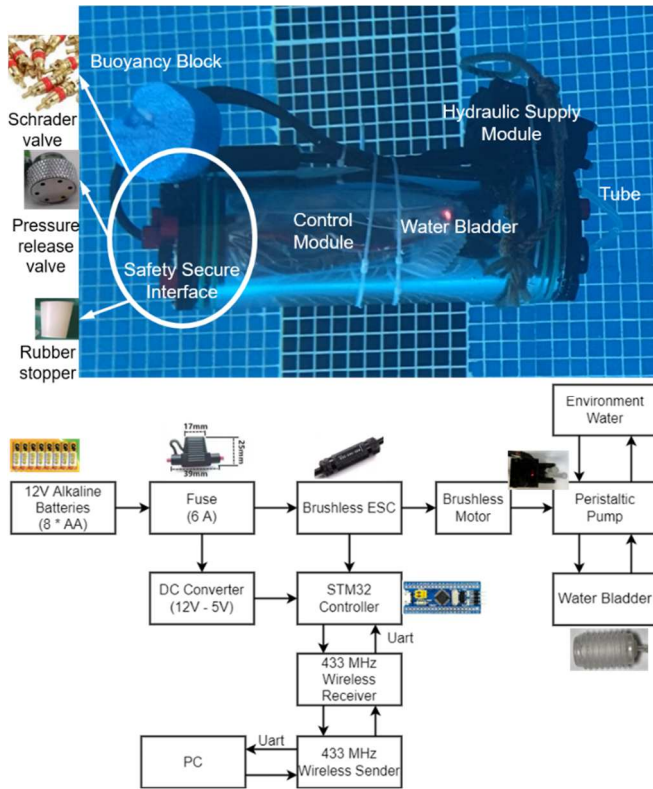 Buoyancy Block
Schrader
valve
Hydraulic Supply
Module
Pressure
release
valve
Control
Module
Water Bladder
Tube
Safety Secure
Interface
Rubber
stopper
17mm
25mm
39mm
Environment
Water
12V Alkaline
Batteries
(8 * AA)
Fuse
(6 A)
Brushless ESC
Brushless
Motor
Peristaltic
Pump
DC Converter
(12V - 5V)
STM32
Controller
Water Bladder
Uart
433 MHz
Wireless
Receiver
PC
Uart
433 MHz
Wireless Sender